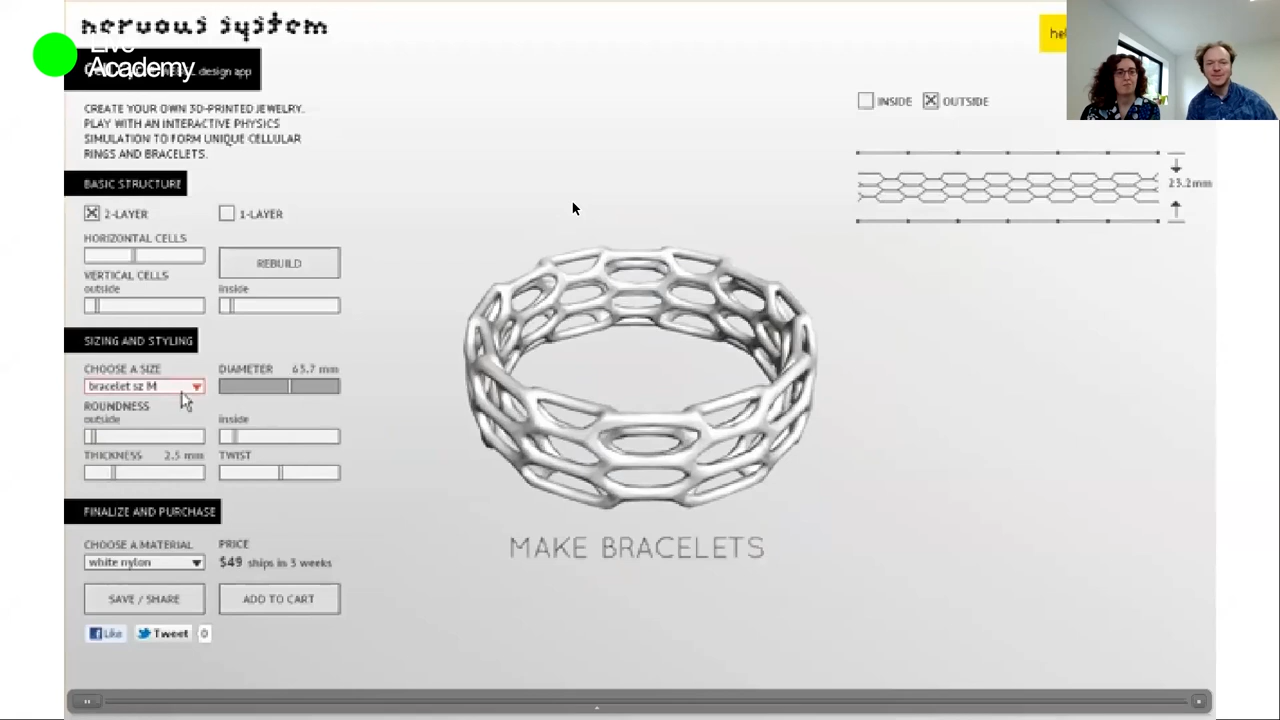 nervous system
Live
Academy
design app
CREATE YOUR OWN 3D-PRINTED JEWELRY.
PLAY WITH AN INTERACTIVE PHYSICS
SIMULATION TO FORM UNIQUE CELLULAR
RINGS AND BRACELETS.
INSIDE OUTSIDE
23.2mm
BASIC STRUCTURE
2-LAYER 1-LAYER
HORIZONTAL CELLS
REBUILD
VERTICAL CELLS
outside inside
SIZING AND STYLING
CHOOSE A SIZE DIAMETER 63.7 mm
bracelet sz M
ROUNDNESS
outside inside
THICKNESS 2.5 mm TWIST
FINALIZE AND PURCHASE
CHOOSE A MATERIAL PRICE
white nylon $49 ships in 3 weeks
SAVE / SHARE ADD TO CART
Like Tweet 0
MAKE BRACELETS